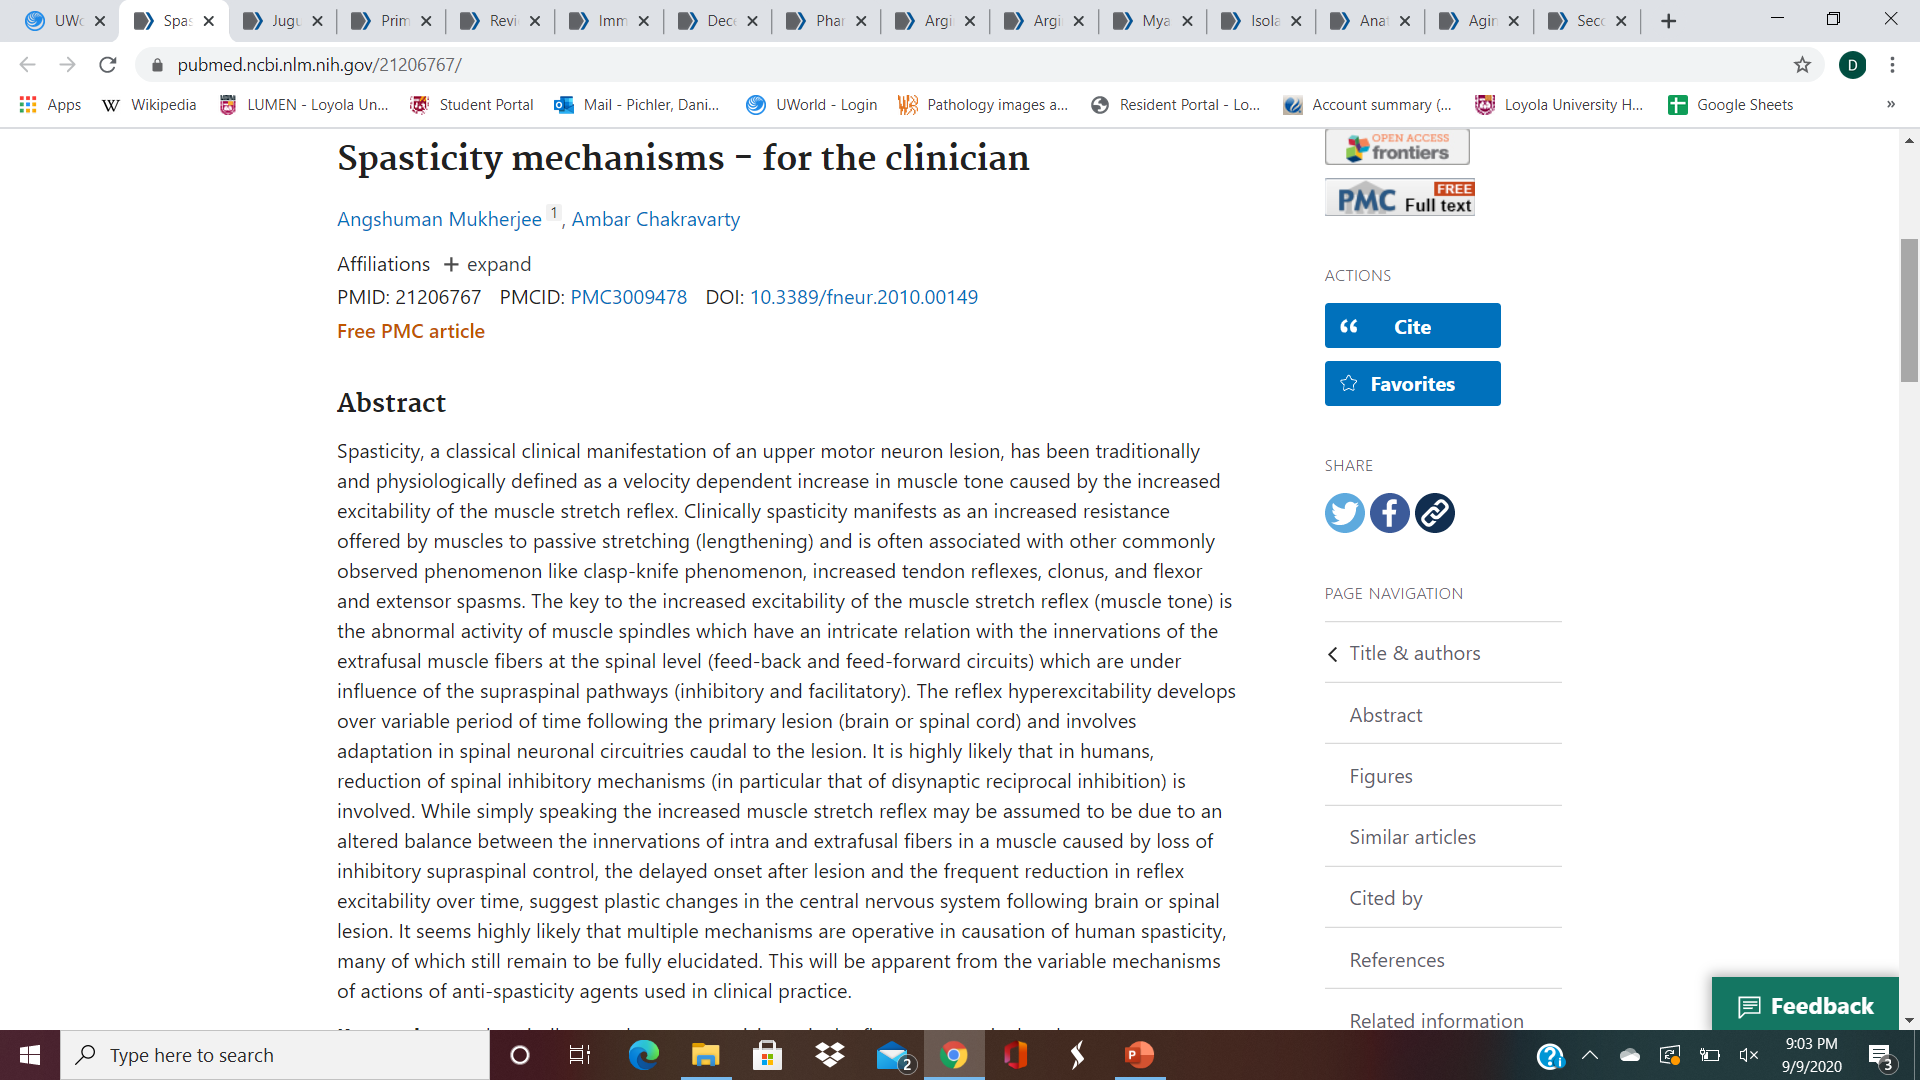 UWo
Spas
Jugu
Prim
Revi
Imm
Dece
Phar
Argi
Argi
Mya
Isola
Anat
Agin
Seco
pubmed.ncbi.nlm.nih.gov/21206767/
D
Apps
Wikipedia
LUMEN - Loyola Un...
Student Portal
Mail - Pichler, Dani...
UWorld - Login
Pathology images a...
Resident Portal - Lo...
Account summary (...
Loyola University H...
Google Sheets
»
Spasticity mechanisms - for the clinician
Angshuman Mukherjee 1, Ambar Chakravarty
Affiliations + expand
PMID: 21206767 PMCID: PMC3009478 DOI: 10.3389/fneur.2010.00149
Free PMC article
Abstract
Spasticity, a classical clinical manifestation of an upper motor neuron lesion, has been traditionally
and physiologically defined as a velocity dependent increase in muscle tone caused by the increased
excitability of the muscle stretch reflex. Clinically spasticity manifests as an increased resistance
offered by muscles to passive stretching (lengthening) and is often associated with other commonly
observed phenomenon like clasp-knife phenomenon, increased tendon reflexes, clonus, and flexor
and extensor spasms. The key to the increased excitability of the muscle stretch reflex (muscle tone) is
the abnormal activity of muscle spindles which have an intricate relation with the innervations of the
extrafusal muscle fibers at the spinal level (feed-back and feed-forward circuits) which are under
influence of the supraspinal pathways (inhibitory and facilitatory). The reflex hyperexcitability develops
over variable period of time following the primary lesion (brain or spinal cord) and involves
adaptation in spinal neuronal circuitries caudal to the lesion. It is highly likely that in humans,
reduction of spinal inhibitory mechanisms (in particular that of disynaptic reciprocal inhibition) is
involved. While simply speaking the increased muscle stretch reflex may be assumed to be due to an
altered balance between the innervations of intra and extrafusal fibers in a muscle caused by loss of
inhibitory supraspinal control, the delayed onset after lesion and the frequent reduction in reflex
excitability over time, suggest plastic changes in the central nervous system following brain or spinal
lesion. It seems highly likely that multiple mechanisms are operative in causation of human spasticity,
many of which still remain to be fully elucidated. This will be apparent from the variable mechanisms
of actions of anti-spasticity agents used in clinical practice.
OPEN ACCESS
frontiers
PMC FREE
Full text
ACTIONS
Cite
Favorites
SHARE
PAGE NAVIGATION
Title & authors
Abstract
Figures
Similar articles
Cited by
References
Related information
Feedback
Type here to search
2
9:03 PM
9/9/2020
3